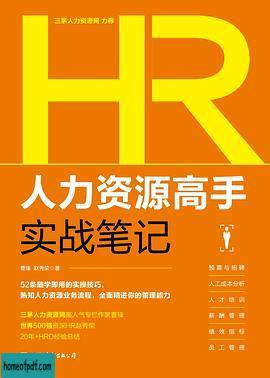 三茅人力资源网 力荐
HR
人力资源高手
实战笔记
曹锋 赵秀荣 著
52条随学即用的实操技巧,
熟知人力资源业务流程,全面精进你的管理能力
三茅人力资源网高人气专栏作家曹锋
世界500强资深HR赵秀荣
20年+HRD经验总结
预算与招聘
人工成本分析
人才培训
薪酬管理
绩效指标
员工管理
homeofpdf.com